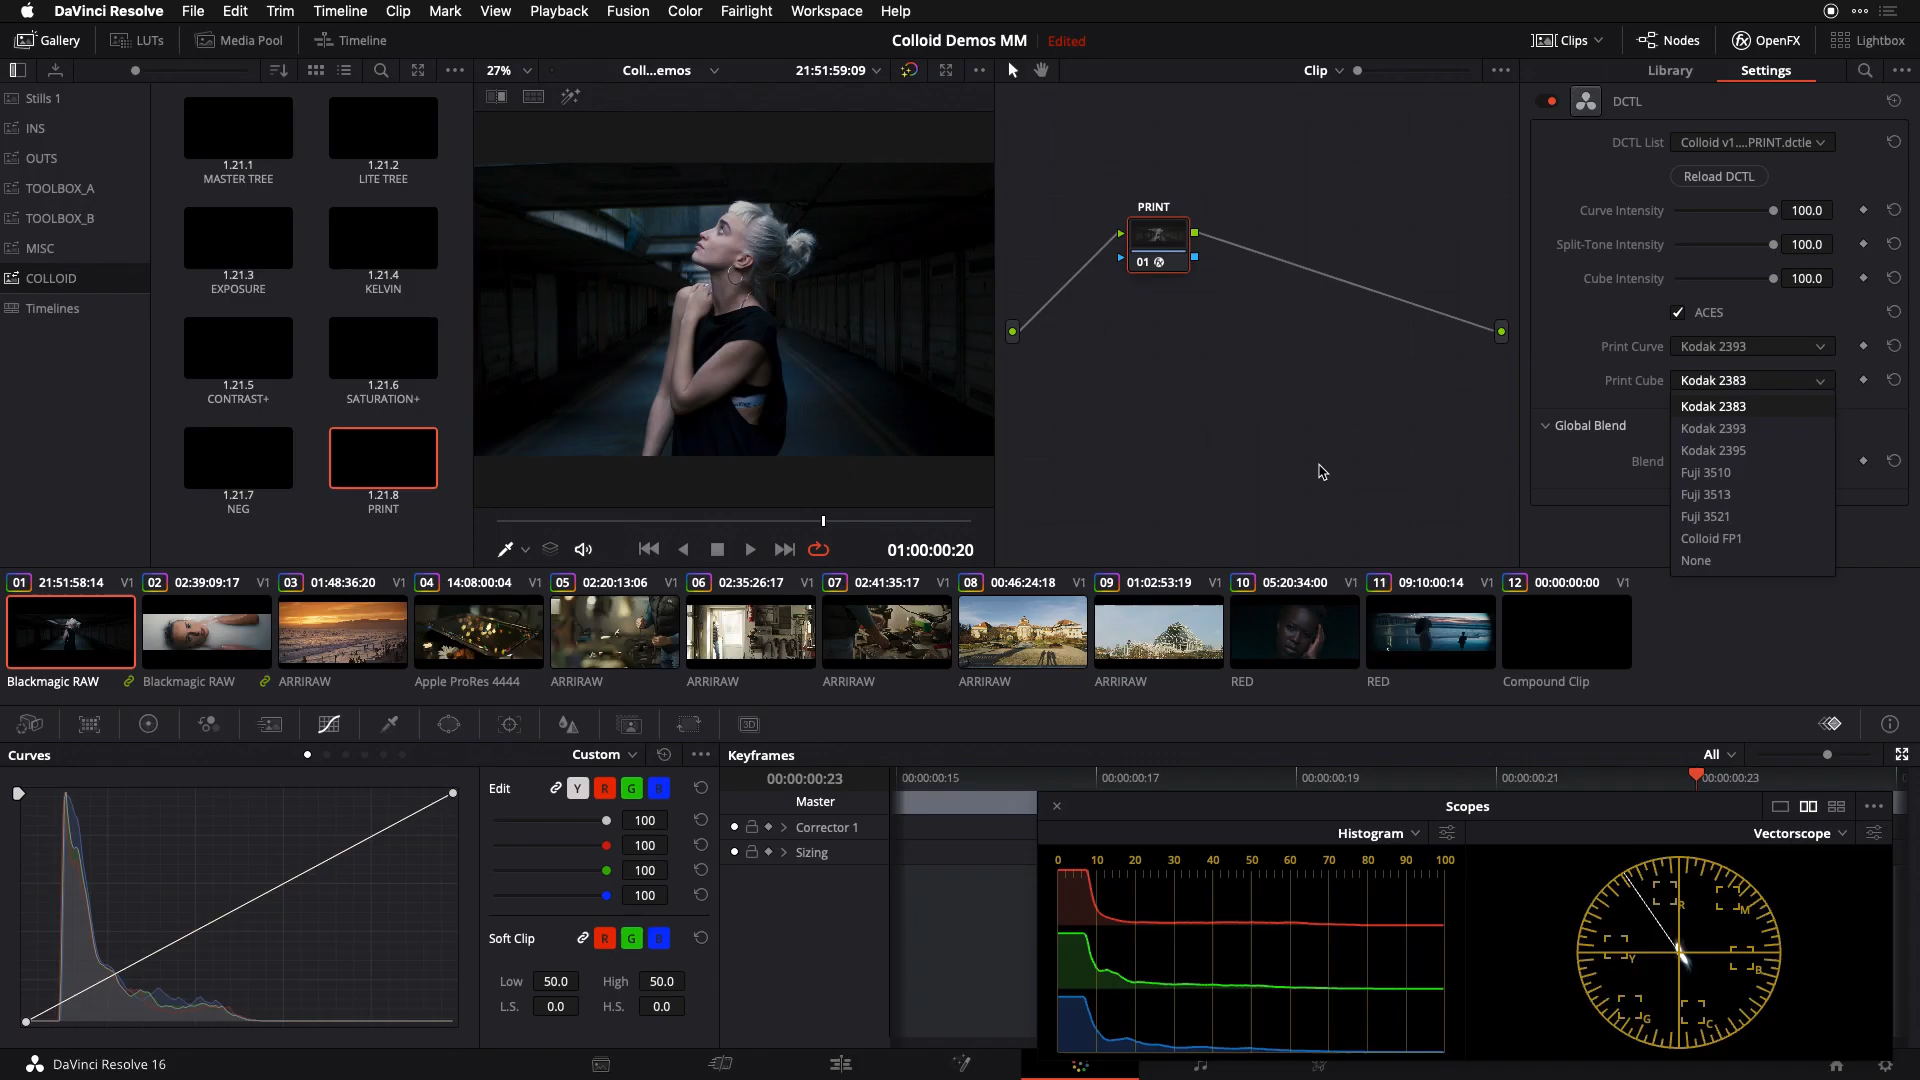 DaVinci Resolve File Edit Trim Timeline Clip Mark View Playback Fusion Color Fairlight Workspace Help
Gallery LUTs Media Pool Timeline Colloid Demos MM Edited Clips Nodes OpenFX Lightbox
27% Coll...emos 21:51:59:09 Clip Library Settings
Stills 1
INS
OUTS
TOOLBOX_A
TOOLBOX_B
MISC
COLLOID
Timelines
1.21.1
MASTER TREE
1.21.2
LITE TREE
1.21.3
EXPOSURE
1.21.4
KELVIN
1.21.5
CONTRAST+
1.21.6
SATURATION+
1.21.7
NEG
1.21.8
PRINT
01:00:00:20
PRINT
01
DCTL
DCTL List Colloid v1....PRINT.dctle
Reload DCTL
Curve Intensity 100.0
Split-Tone Intensity 100.0
Cube Intensity 100.0
ACES
Print Curve Kodak 2393
Print Cube Kodak 2383
Kodak 2383
Kodak 2393
Kodak 2395
Fuji 3510
Fuji 3513
Fuji 3521
Colloid FP1
None
Global Blend
Blend
01 21:51:58:14 V1 02 02:39:09:17 V1 03 01:48:36:20 V1 04 14:08:00:04 V1 05 02:20:13:06 V1 06 02:35:26:17 V1 07 02:41:35:17 V1 08 00:46:24:18 V1 09 01:02:53:19 V1 10 05:20:34:00 V1 11 09:10:00:14 V1 12 00:00:00:00 V1
Blackmagic RAW Blackmagic RAW ARRIRAW Apple ProRes 4444 ARRIRAW ARRIRAW ARRIRAW ARRIRAW ARRIRAW RED RED Compound Clip
3D
Curves Custom
Edit Y R G B
100
100
100
100
Soft Clip R G B
Low 50.0 High 50.0
L.S. 0.0 H.S. 0.0
Keyframes All
00:00:00:23 00:00:00:15 00:00:00:17 00:00:00:19 00:00:00:21 00:00:00:23
Master
Corrector 1
Sizing
Scopes
Histogram Vectorscope
0 10 20 30 40 50 60 70 80 90 100
R M
Y B
G C
DaVinci Resolve 16